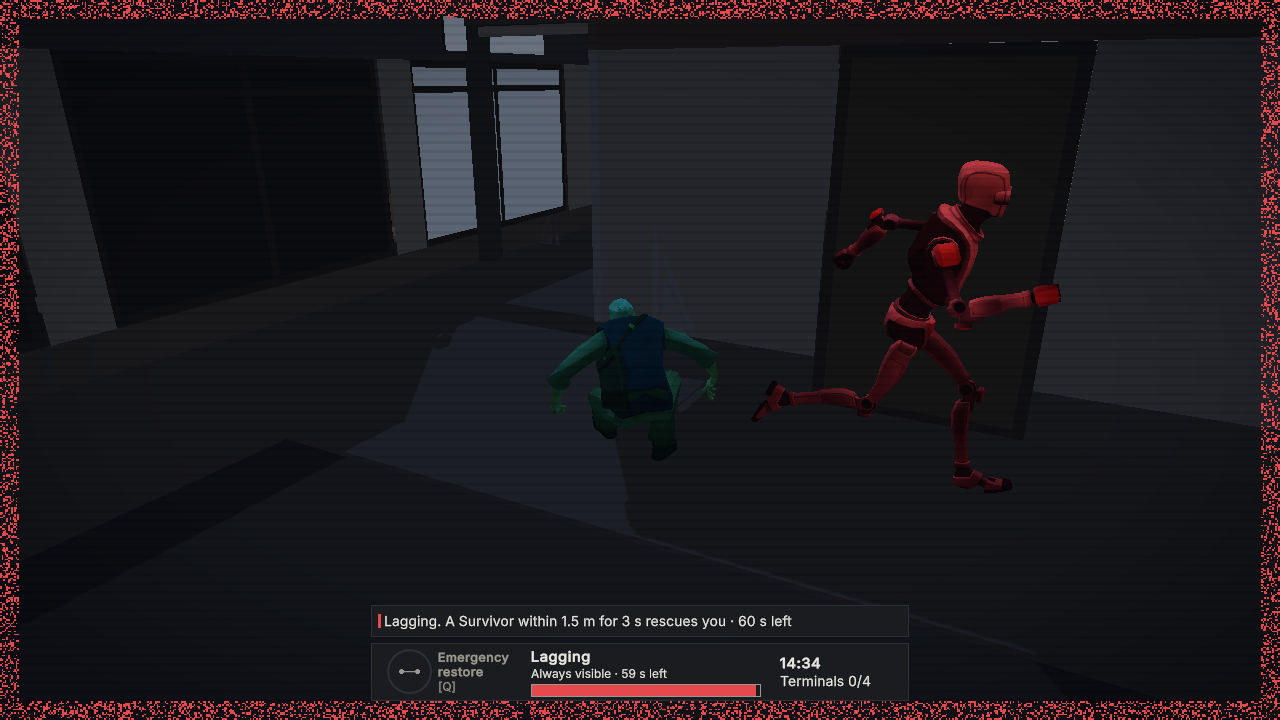 Lagging. A Survivor within 1.5 m for 3 s rescues you · 60 s left
Emergency
restore
[Q]
Lagging
Always visible · 59 s left
14:34
Terminals 0/4